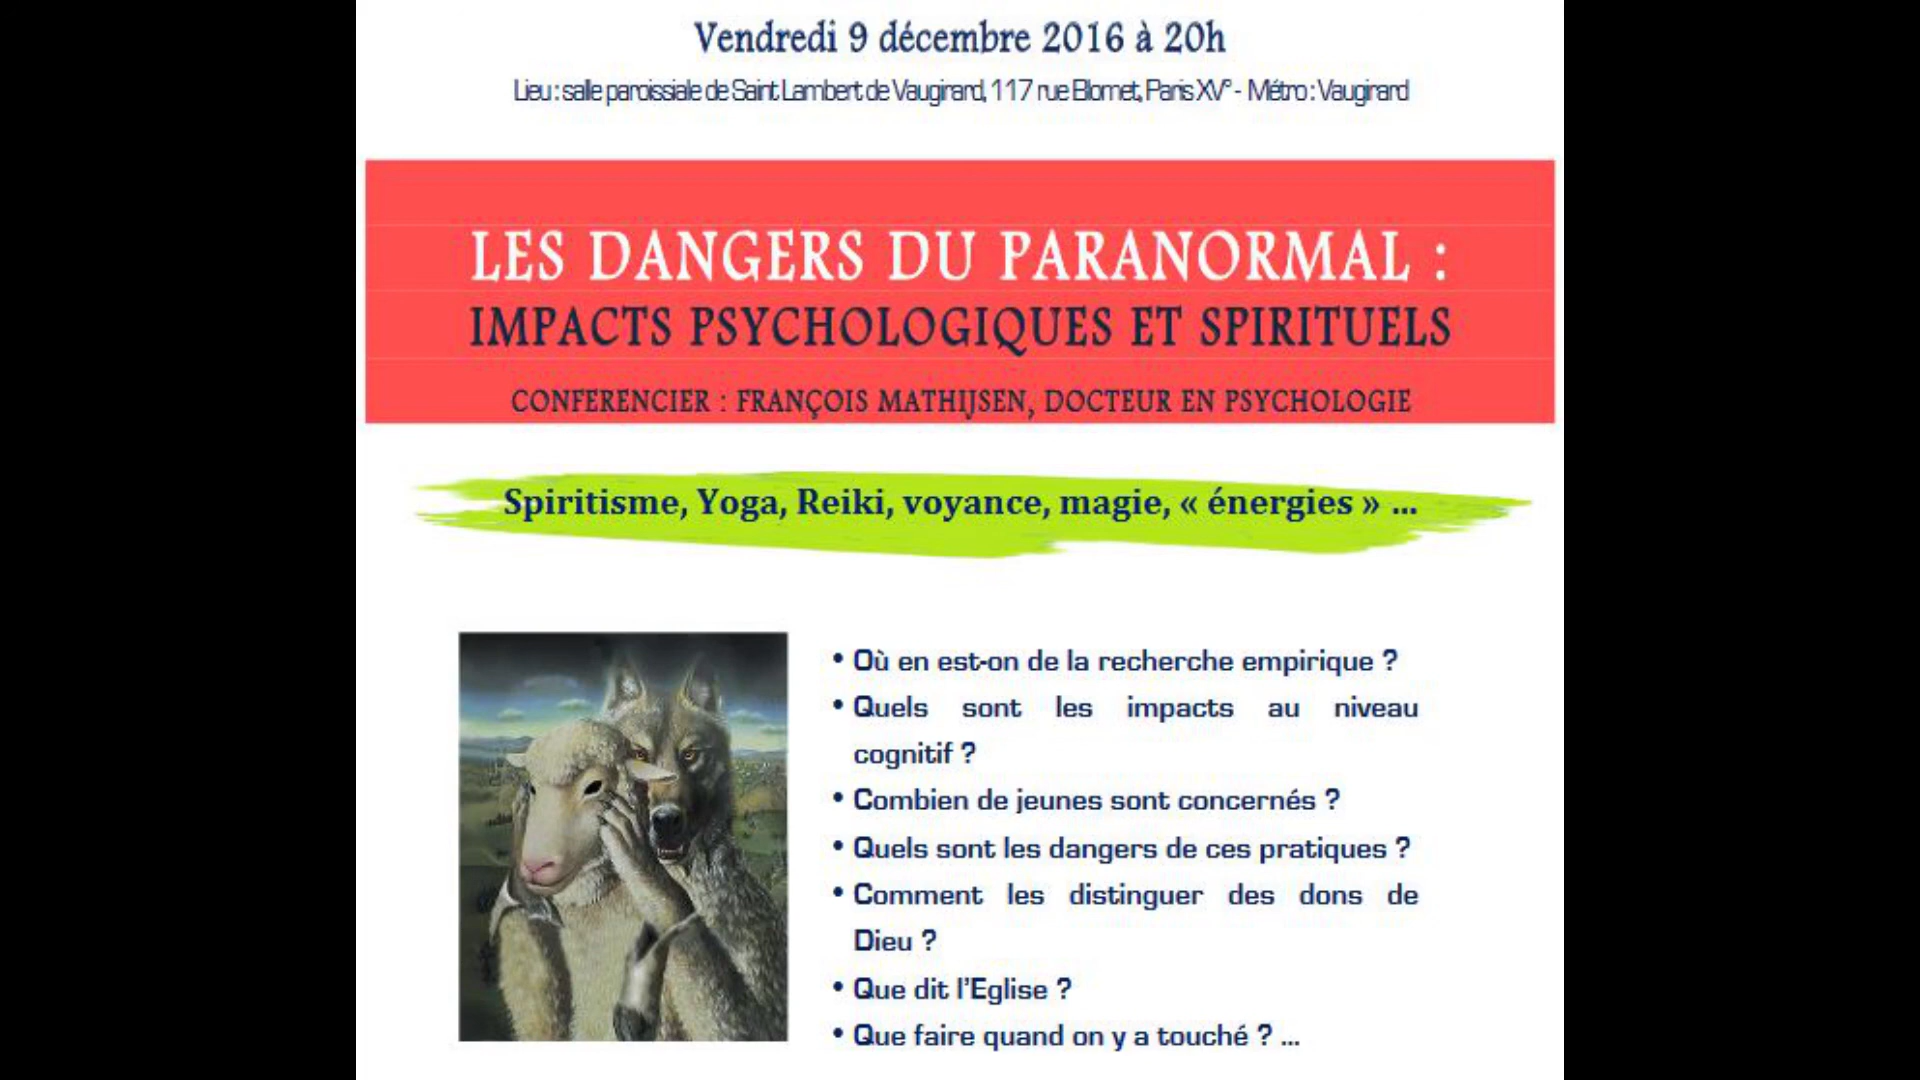 Vendredi 9 décembre 2016 à 20h
Lieu : salle paroissiale de Saint Lambert de Vaugirard, 117 rue Blomet, Paris XV° - Métro : Vaugirard
LES DANGERS DU PARANORMAL :
IMPACTS PSYCHOLOGIQUES ET SPIRITUELS
CONFERENCIER : FRANÇOIS MATHIJSEN, DOCTEUR EN PSYCHOLOGIE
Spiritisme, Yoga, Reiki, voyance, magie, « énergies » ...
• Où en est-on de la recherche empirique ?
• Quels sont les impacts au niveau
cognitif ?
• Combien de jeunes sont concernés ?
• Quels sont les dangers de ces pratiques ?
• Comment les distinguer des dons de
Dieu ?
• Que dit l'Eglise ?
• Que faire quand on y a touché ? ...